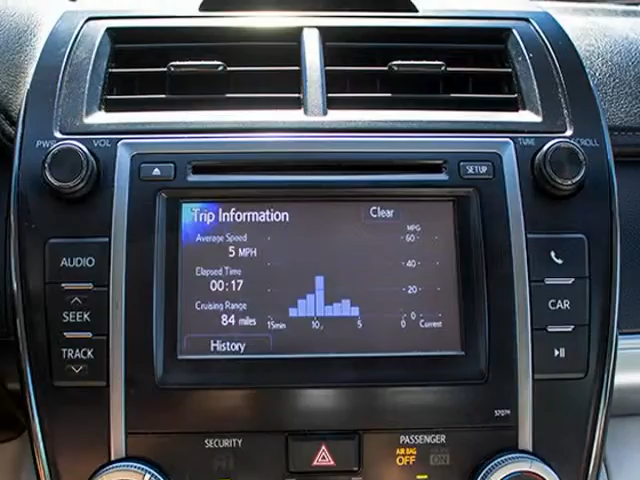 PWR VOL
TUNE SCROLL
SETUP
Trip Information
Clear
Average Speed
5 MPH
Elapsed Time
00:17
Cruising Range
84 miles
History
MPG
60
40
20
0
15min 10 5 0 Current
AUDIO
SEEK
TRACK
CAR
57079
SECURITY
PASSENGER
AIR BAG
OFF
ON